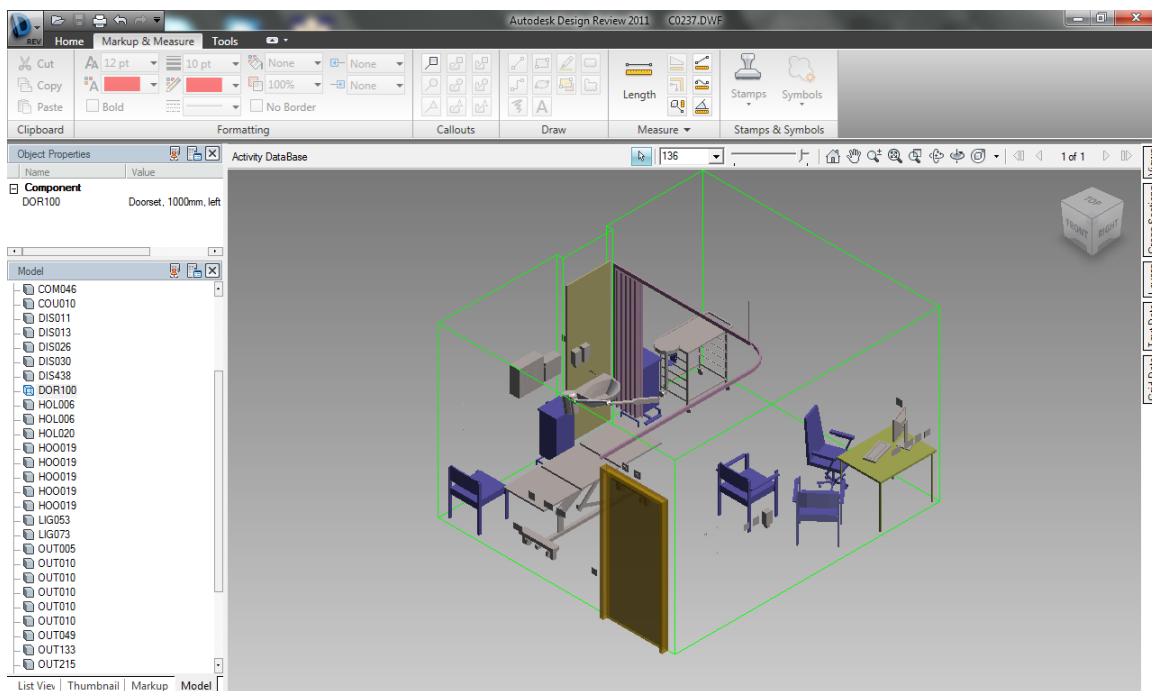 REV
Autodesk Design Review 2011 C0237.DWF
Home Markup & Measure Tools
Cut
Copy
Paste
Clipboard
12 pt 10 pt None None
100% None
Bold No Border
Formatting
Callouts
A
Draw
Length
Measure
Stamps Symbols
Stamps & Symbols
Object Properties
Name Value
Component
DOR100 Doorset, 1000mm, left
Activity DataBase 136 1 of 1
TOP
FRONT RIGHT
Model
COM046
COU010
DIS011
DIS013
DIS026
DIS030
DIS438
DOR100
HOL006
HOL006
HOL020
HOO019
HOO019
HOO019
HOO019
HOO019
LIG053
LIG073
OUT005
OUT010
OUT010
OUT010
OUT010
OUT010
OUT049
OUT133
OUT215
List View Thumbnail Markup Model